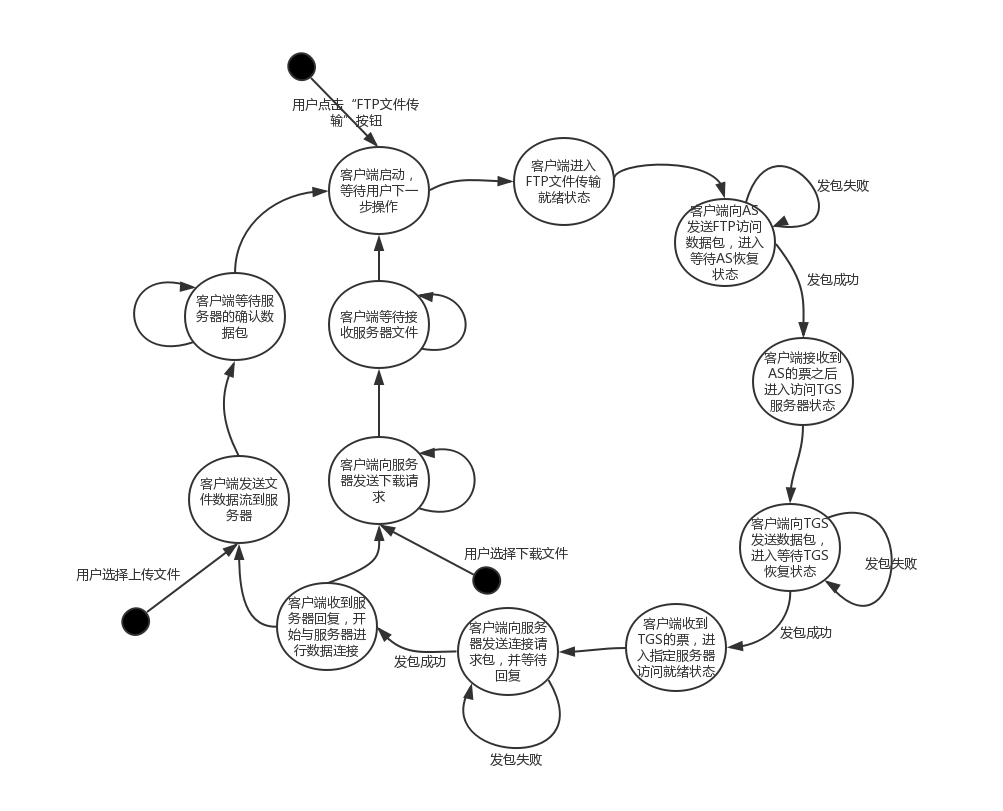 用户点击“FTP文件传
输”按钮
客户端启动，
等待用户下一
步操作
客户端进入
FTP文件传输
就绪状态
客户端向AS
发送FTP访问
数据包，进入
等待AS恢复
状态
发包失败
发包成功
客户端等待服
务器的确认数
据包
客户端等待接
收服务器文件
客户端接收到
AS的票之后
进入访问TGS
服务器状态
客户端发送文
件数据流到服
务器
客户端向服务
器发送下载请
求
客户端向TGS
发送数据包，
进入等待TGS
恢复状态
发包失败
用户选择下载文件
用户选择上传文件
客户端收到服
务器回复，开
始与服务器进
行数据连接
发包成功
客户端向服务
器发送连接请
求包，并等待
回复
客户端收到
TGS的票，进
入指定服务器
访问就绪状态
发包成功
发包失败